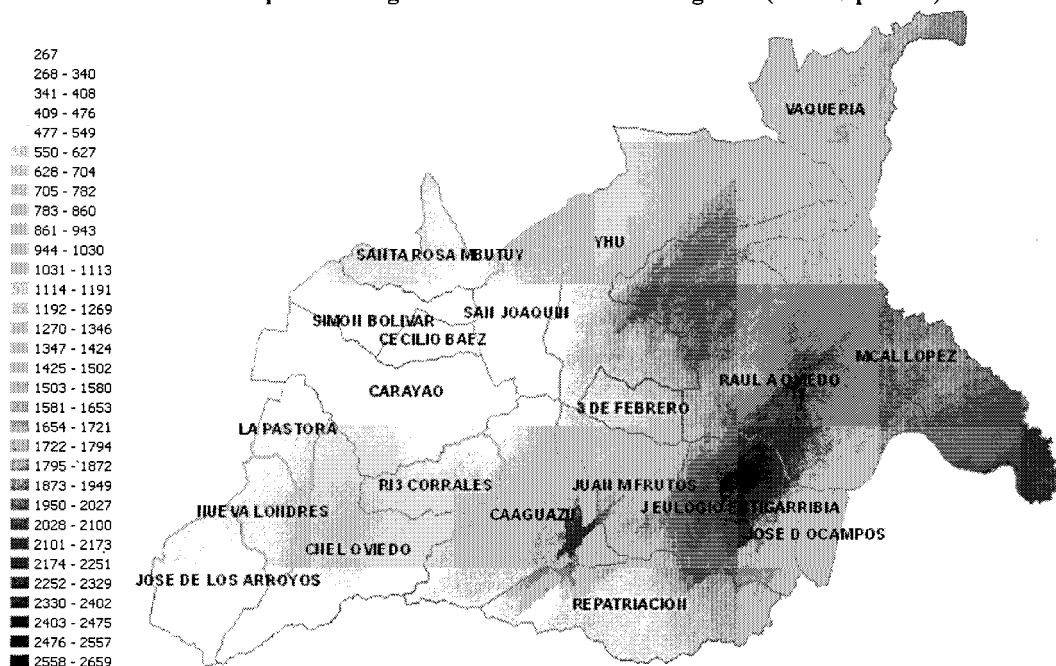 267
268 - 340
341 - 408
409 - 476
477 - 549
550 - 627
628 - 704
705 - 782
783 - 860
861 - 943
944 - 1030
1031 - 1113
1114 - 1191
1192 - 1269
1270 - 1346
1347 - 1424
1425 - 1502
1503 - 1580
1581 - 1653
1654 - 1721
1722 - 1794
1795 - 1872
1873 - 1949
1950 - 2027
2028 - 2100
2101 - 2173
2174 - 2251
2252 - 2329
2330 - 2402
2403 - 2475
2476 - 2557
2558 - 2659
VAQUERIA
YHU
SANTA ROSA MBUTUY
SAN JOAQUIN
SIMON BOLIVAR
CECILIO BAEZ
MCAL LOPEZ
RAUL A OVIEDO
CARAYAO
3 DE FEBRERO
LA PASTORA
RI3 CORRALES
JUAN M FRUTOS
NUEVA LONDRES
CAAGUAZU
J EULOGIO ESTIGARRIBIA
JOSE D OCAMPOS
CNEL OVIEDO
JOSE DE LOS ARROYOS
REPATRIACION